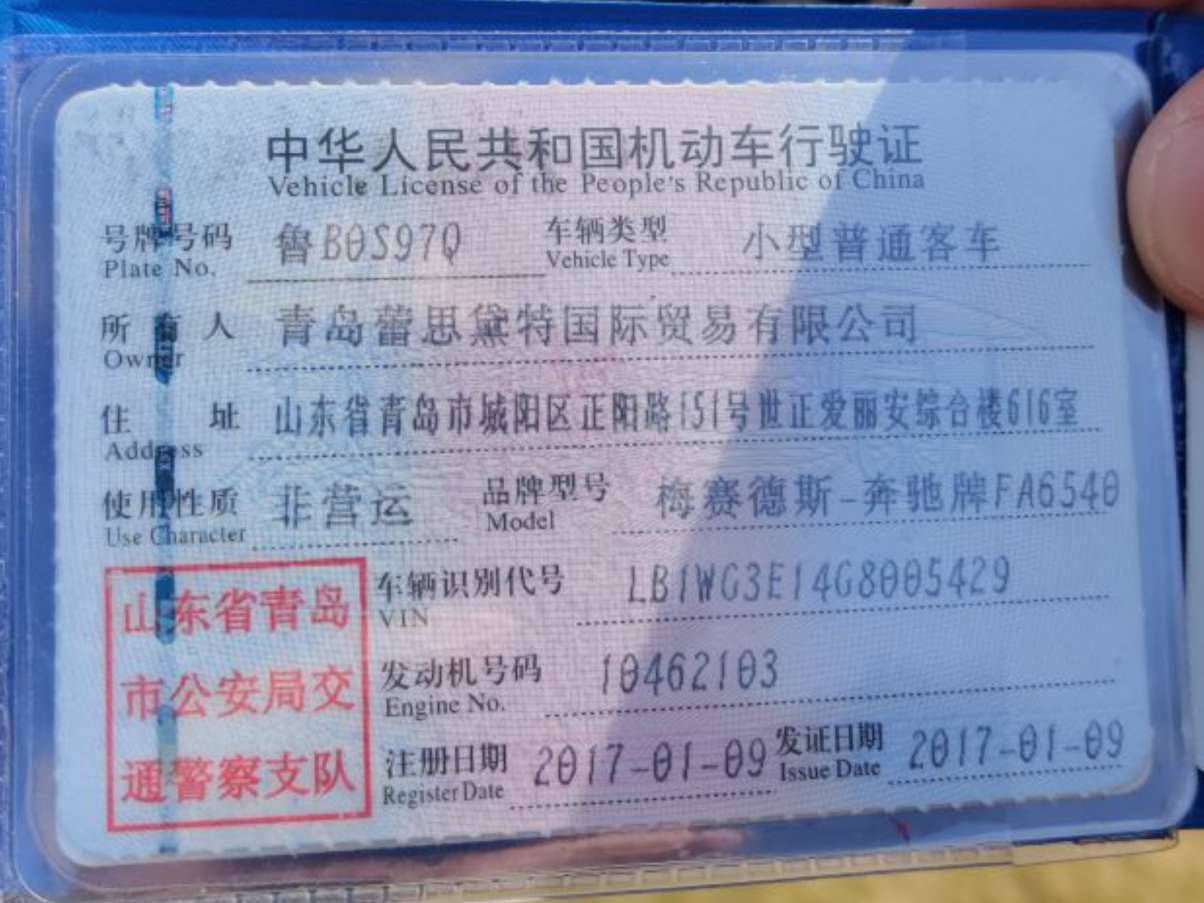 中华人民共和国机动车行驶证
Vehicle License of the People's Republic of China
号牌号码 鲁B0S97Q 车辆类型 小型普通客车
Plate No. Vehicle Type
所有人 青岛蕾思黛特国际贸易有限公司
Owner
住址 山东省青岛市城阳区正阳路151号世正爱丽安综合楼616室
Address
使用性质 非营运 品牌型号 梅赛德斯-奔驰牌FA6540
Use Character Model
车辆识别代号 LB1WG3E14G8005429
VIN
发动机号码 10462103
Engine No.
注册日期 2017-01-09 发证日期 2017-01-09
Register Date Issue Date
山东省青岛
市公安局交
通警察支队